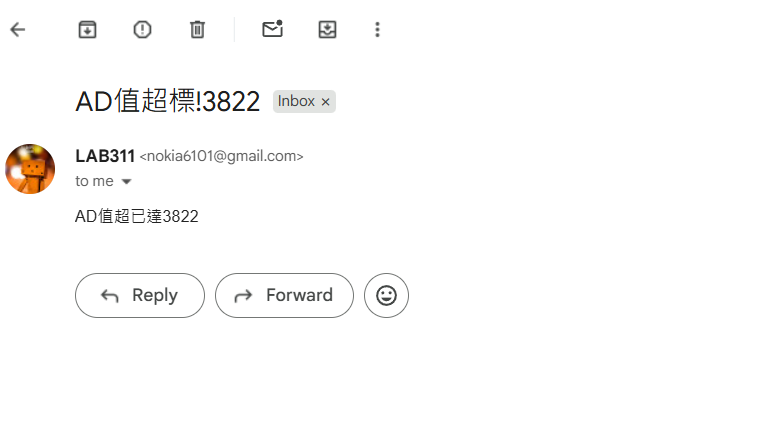 AD值超標!3822 Inbox ×
LAB311 <nokia6101@gmail.com>
to me
AD值超已達3822
Reply Forward